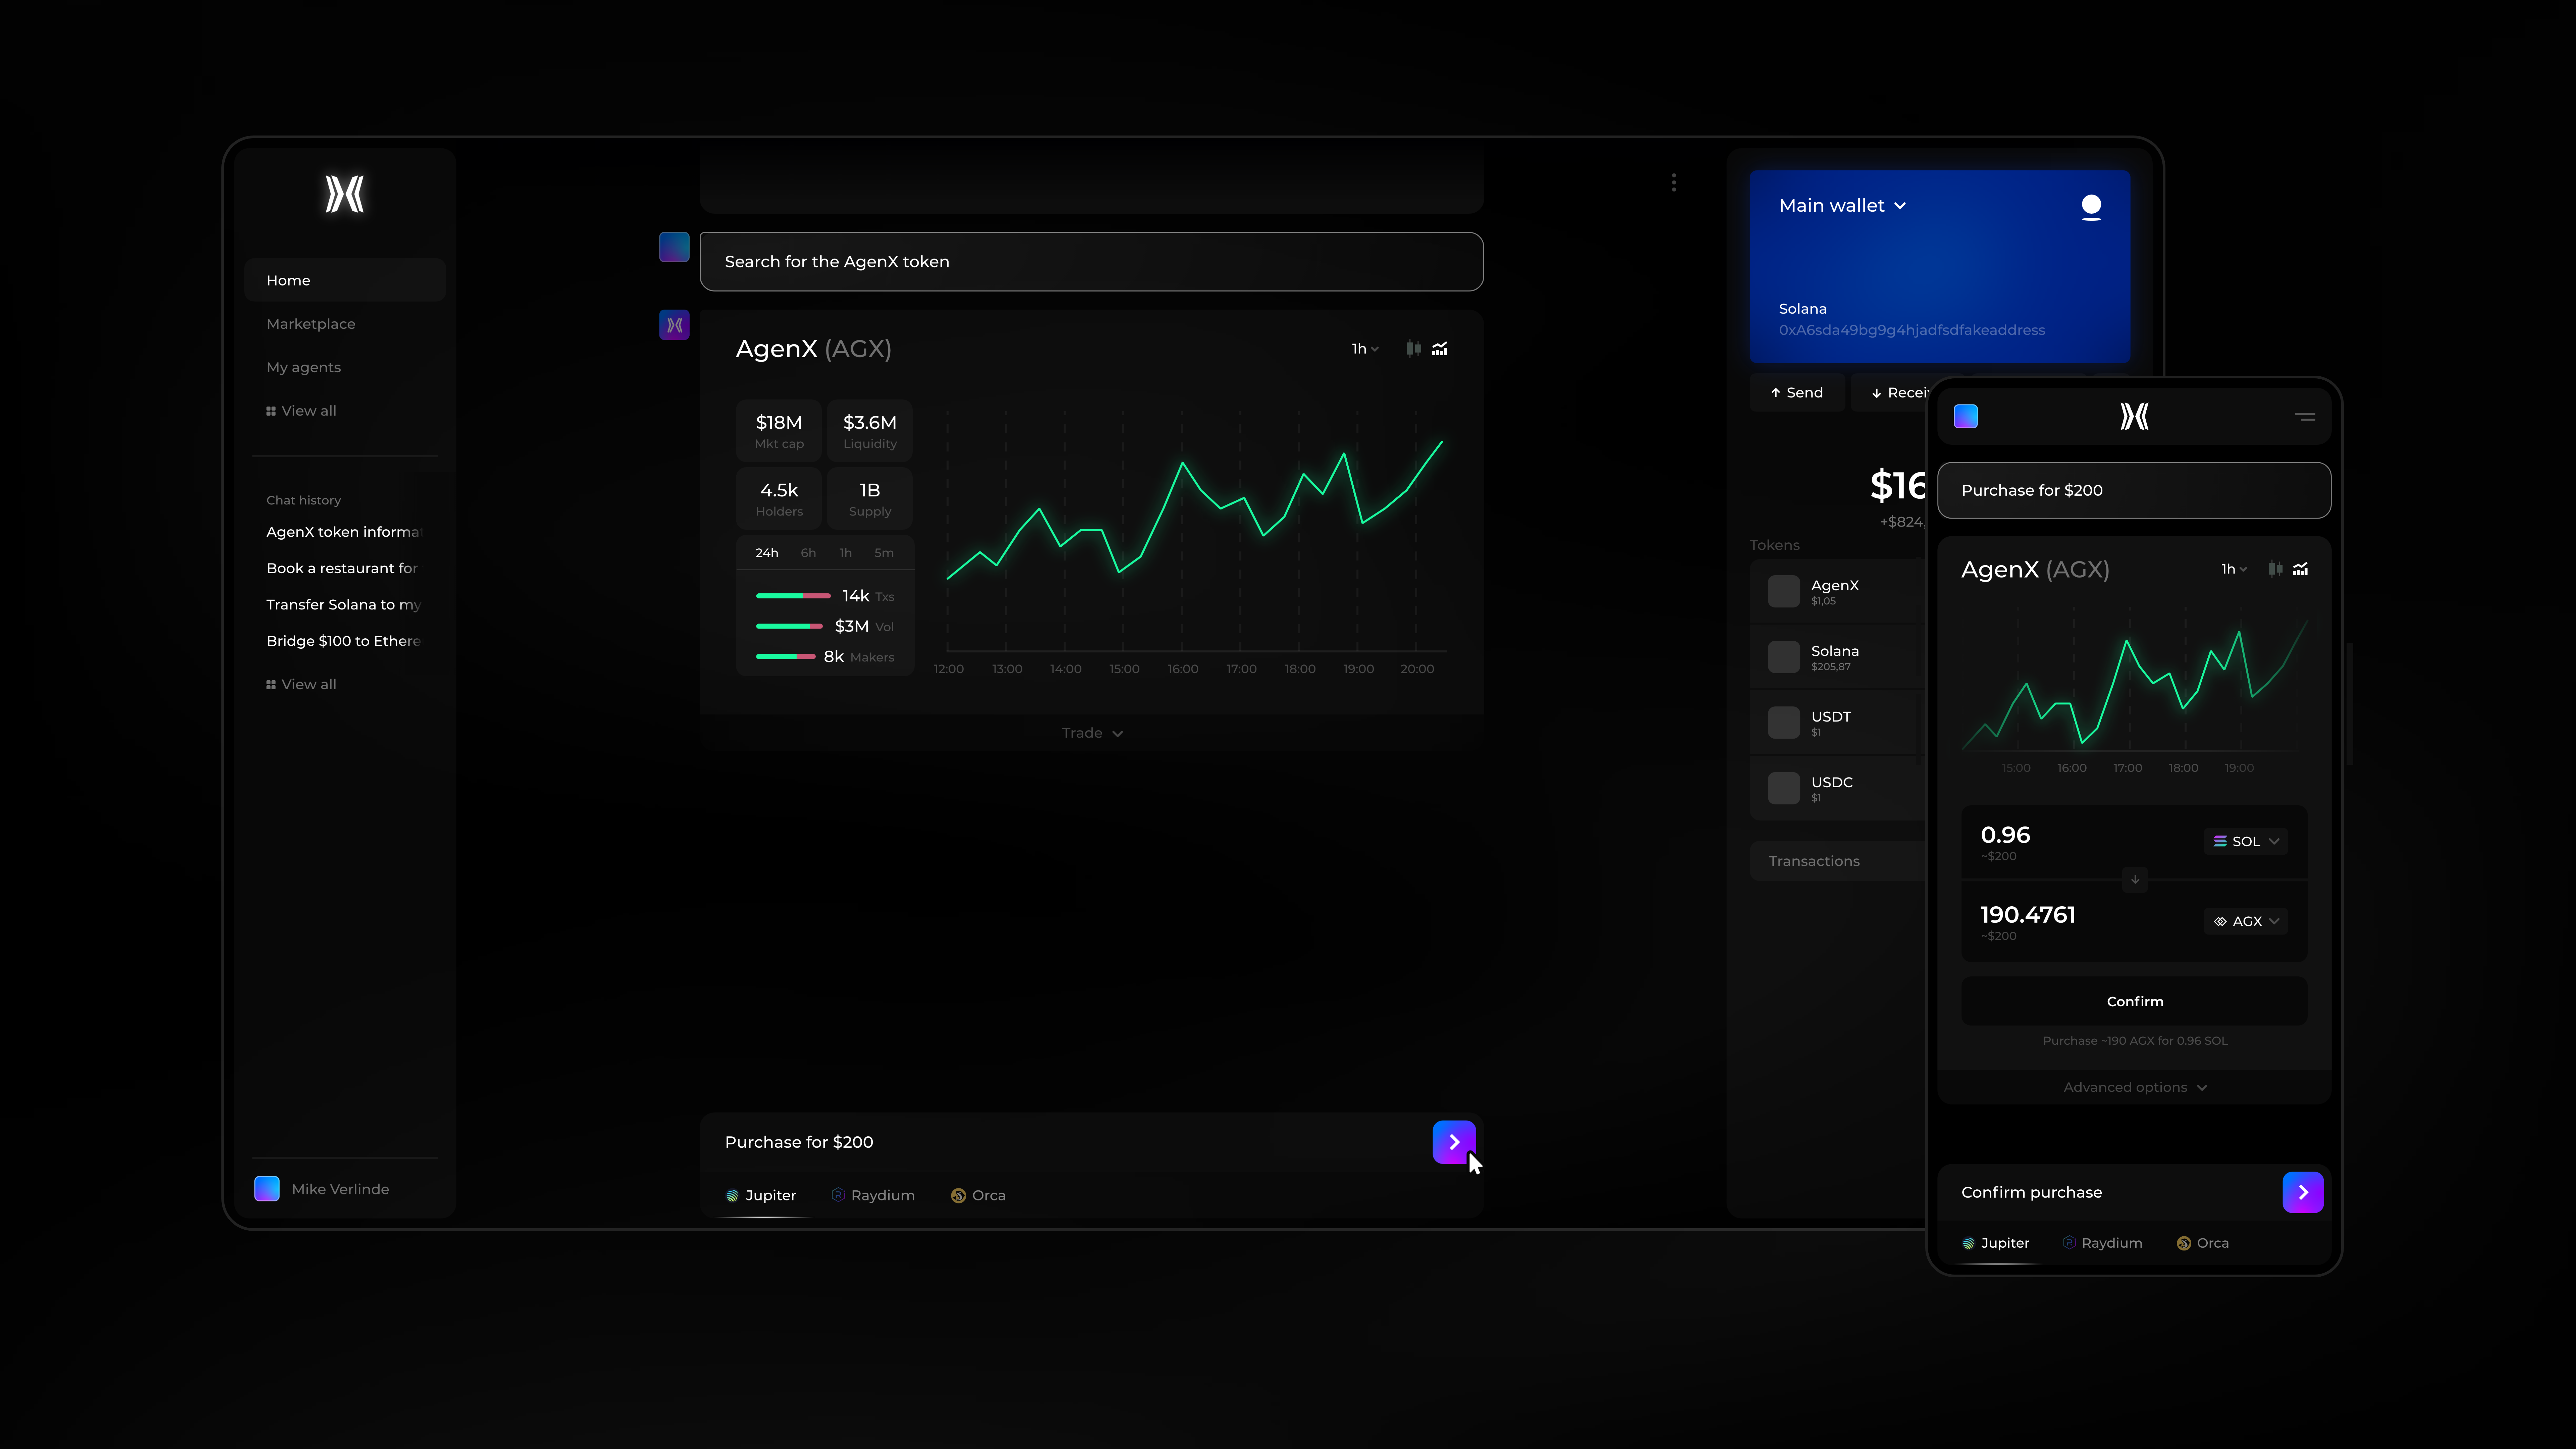 Home
Marketplace
My agents
View all
Chat history
AgenX token informa
Book a restaurant for
Transfer Solana to my
Bridge $100 to Ethere
View all
Mike Verlinde
Search for the AgenX token
AgenX (AGX)
1h
$18M
Mkt cap
$3.6M
Liquidity
4.5k
Holders
1B
Supply
24h 6h 1h 5m
14k Txs
$3M Vol
8k Makers
12:00 13:00 14:00 15:00 16:00 17:00 18:00 19:00 20:00
Trade
Purchase for $200
Jupiter Raydium Orca
Main wallet
Solana
0xA6sda49bg9g4hjadfsdfakeaddress
Send
Recei
$16
+$824,
Tokens
AgenX
$1,05
Solana
$205,87
USDT
$1
USDC
$1
Transactions
Purchase for $200
AgenX (AGX)
1h
15:00 16:00 17:00 18:00 19:00
0.96
~$200
SOL
190.4761
~$200
AGX
Confirm
Purchase ~190 AGX for 0.96 SOL
Advanced options
Confirm purchase
Jupiter Raydium Orca